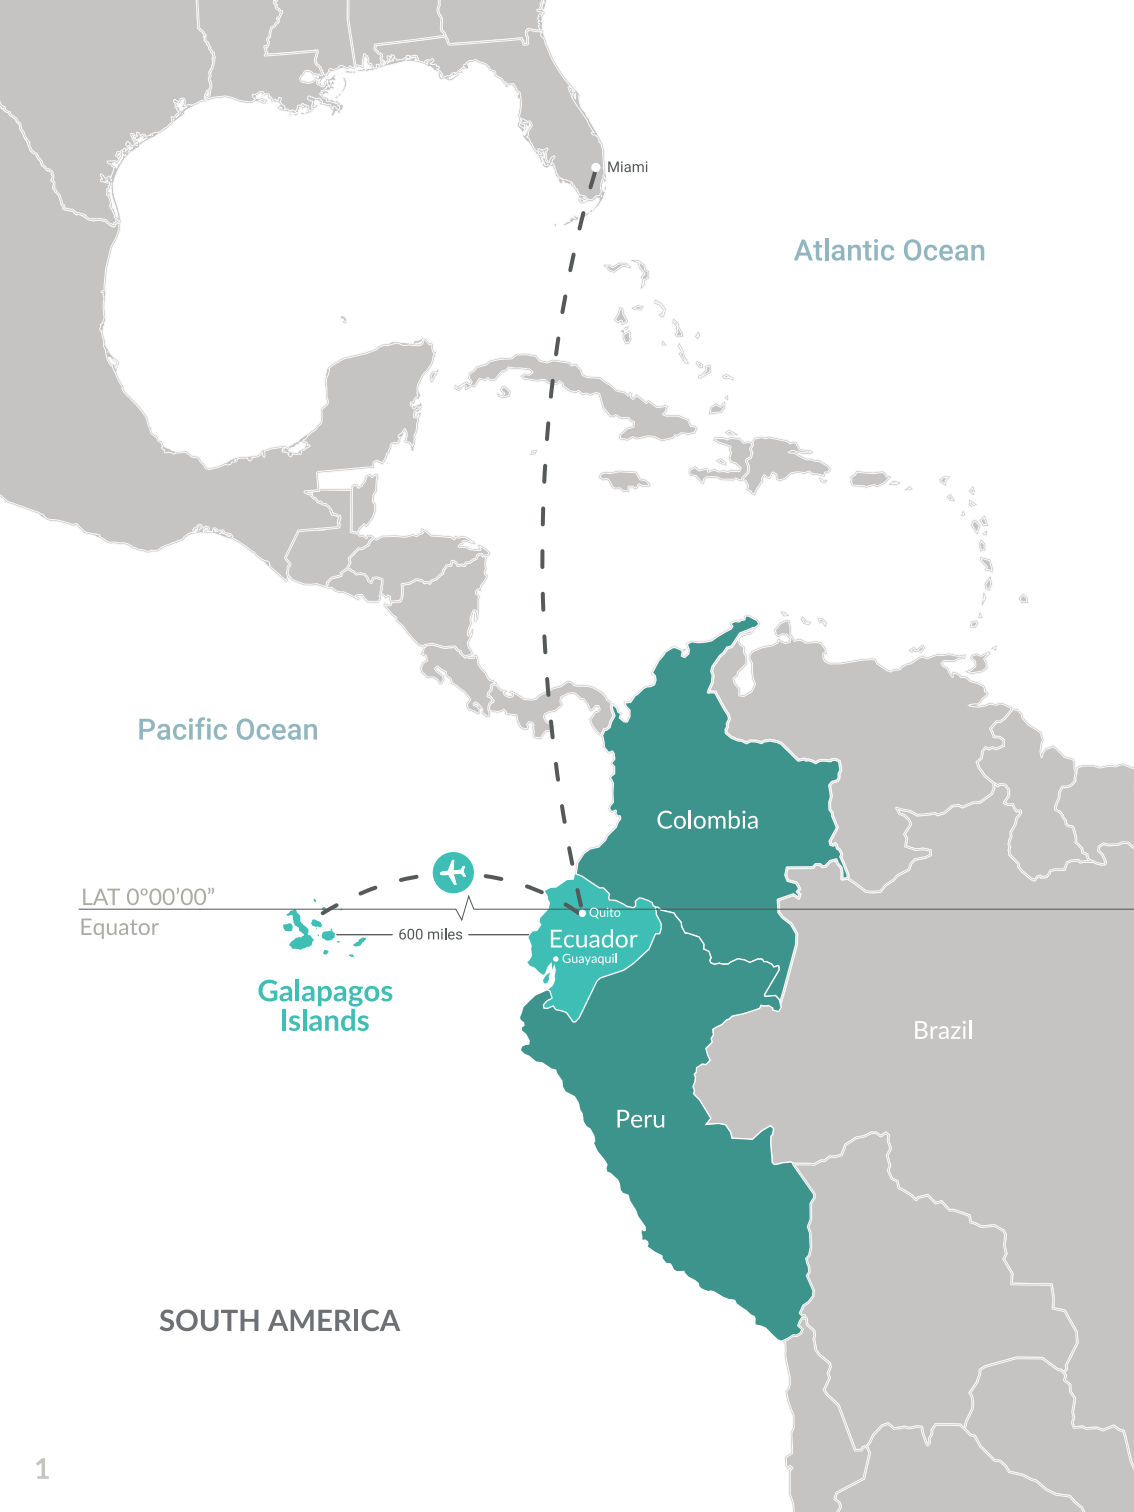 Miami
Atlantic Ocean
Pacific Ocean
Colombia
LAT 0°00'00”
Equator
Quito
600 miles
Ecuador
Guayaquil
Galapagos
Islands
Brazil
Peru
SOUTH AMERICA
1